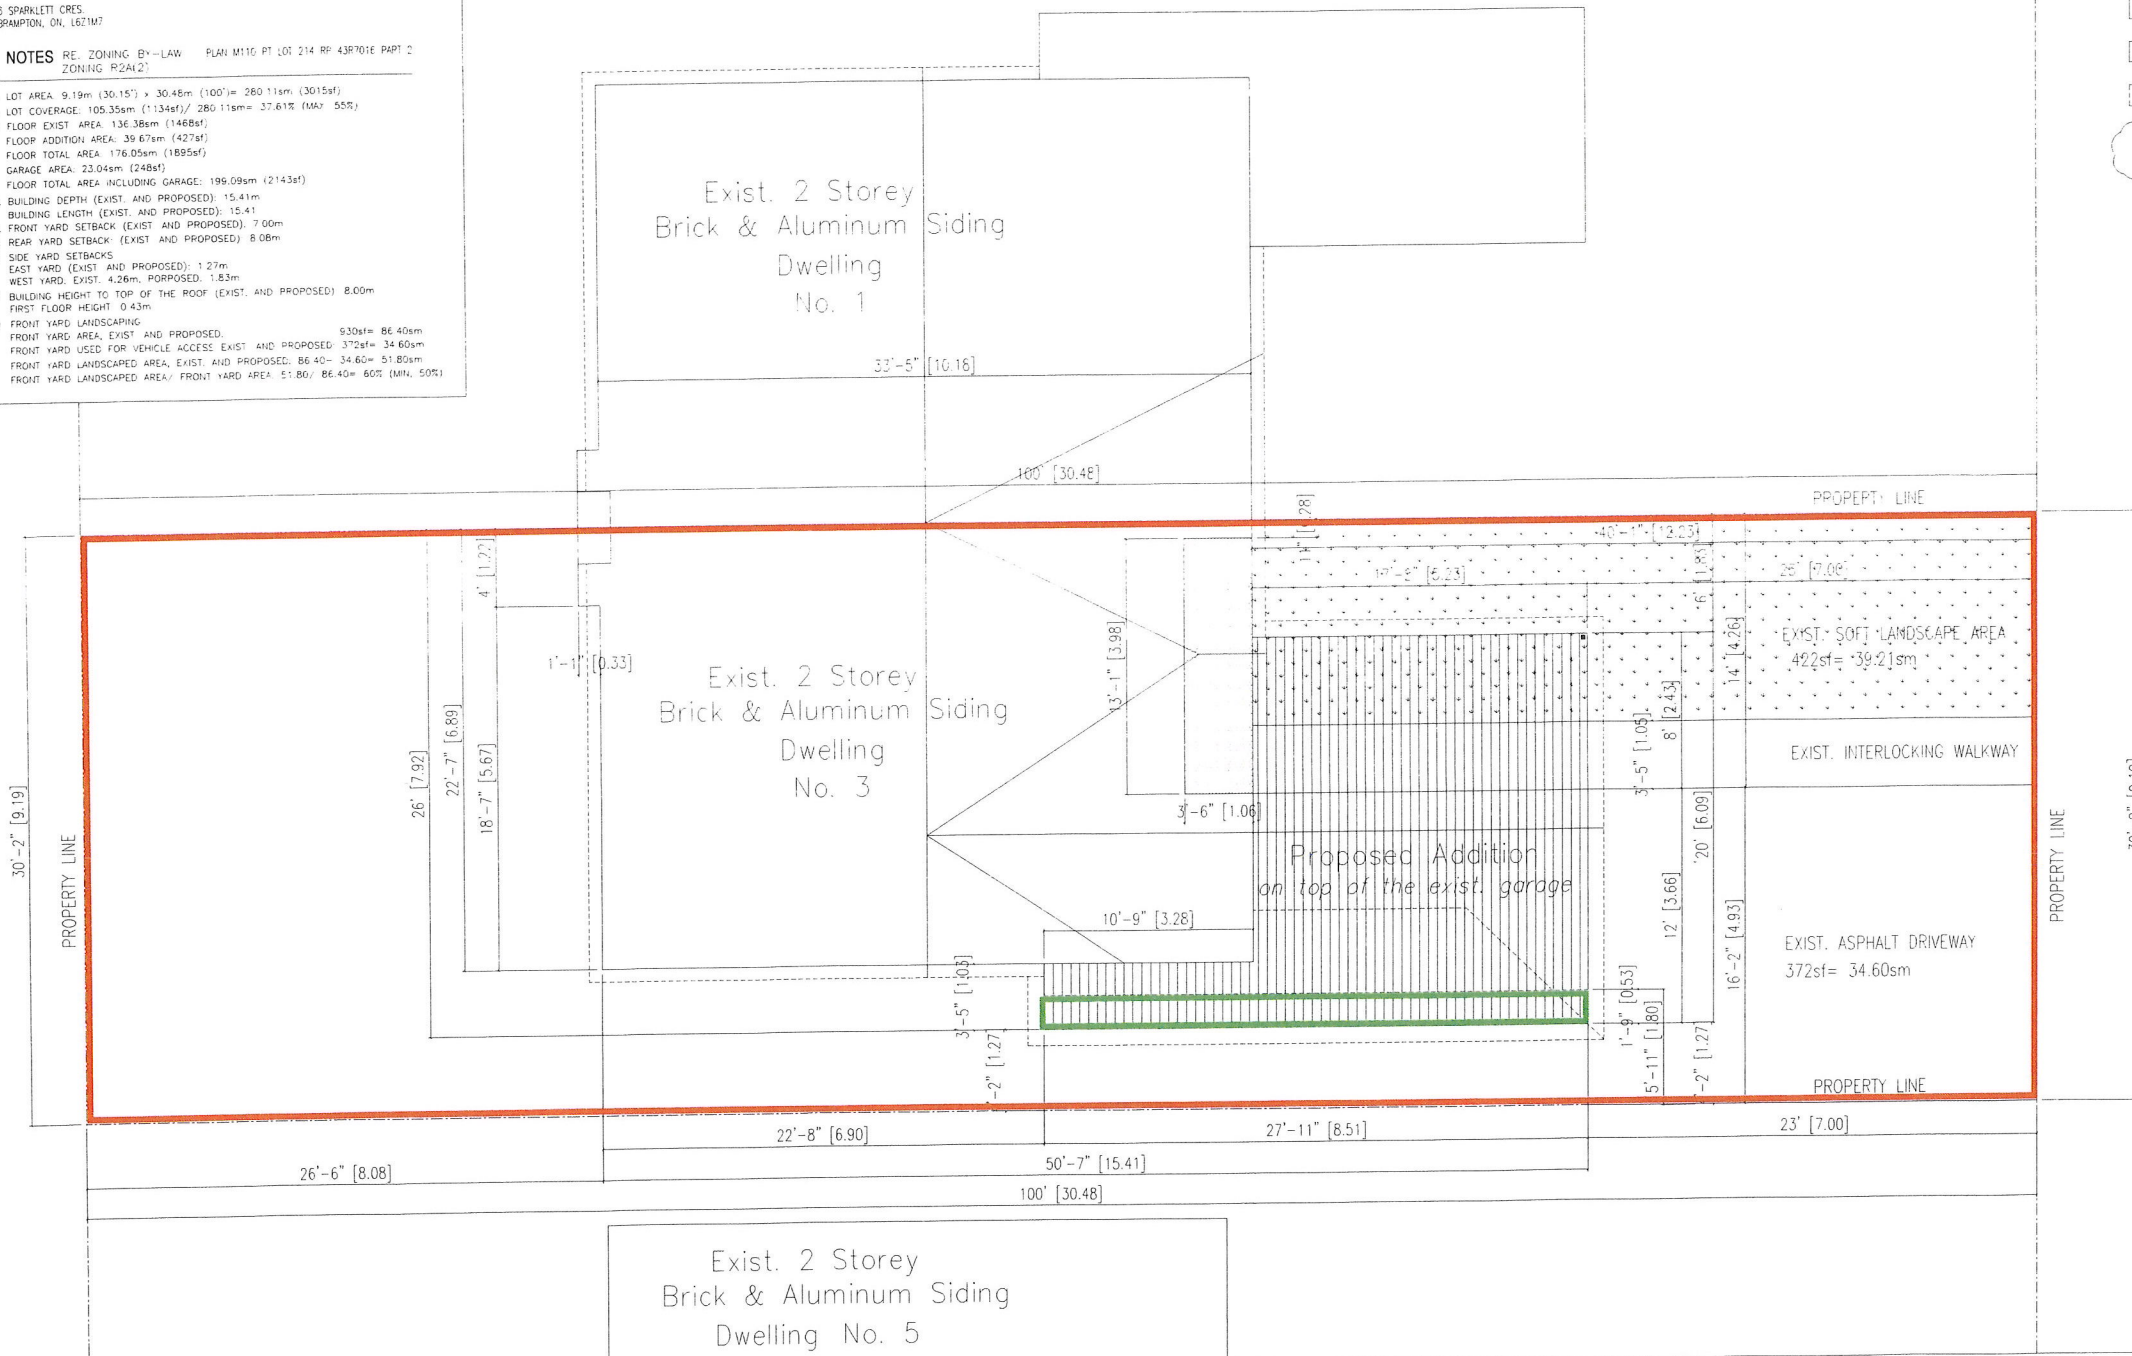 3 SPARKLETT CRES.
BRAMPTON, ON, L6Z1M7
NOTES RE. ZONING BY-LAW PLAN M110 PT LOT 214 RP 43R7016 PART 2
ZONING R2A(2)
LOT AREA 9.19m (30.15') x 30.48m (100')= 280 11sm (3015sf)
LOT COVERAGE: 105.35sm (1134sf)/ 280 11sm= 37.61% (MAX 55%)
FLOOR EXIST AREA 136.38sm (1468sf)
FLOOR ADDITION AREA: 39 67sm (427sf)
FLOOR TOTAL AREA 176.05sm (1895sf)
GARAGE AREA: 23.04sm (248sf)
FLOOR TOTAL AREA INCLUDING GARAGE: 199.09sm (2143sf)
BUILDING DEPTH (EXIST. AND PROPOSED): 15.41m
BUILDING LENGTH (EXIST. AND PROPOSED): 15.41
FRONT YARD SETBACK (EXIST AND PROPOSED). 7 00m
REAR YARD SETBACK: (EXIST AND PROPOSED) 8 08m
SIDE YARD SETBACKS
EAST YARD (EXIST AND PROPOSED): 1 27m
WEST YARD. EXIST. 4.26m, PORPOSED. 1.83m
BUILDING HEIGHT TO TOP OF THE ROOF (EXIST. AND PROPOSED) 8.00m
FIRST FLOOR HEIGHT 0 43m
FRONT YARD LANDSCAPING
FRONT YARD AREA, EXIST AND PROPOSED. 930sf= 86 40sm
FRONT YARD USED FOR VEHICLE ACCESS EXIST AND PROPOSED: 372sf= 34 60sm
FRONT YARD LANDSCAPED AREA, EXIST. AND PROPOSED: 86 40- 34.60= 51.80sm
FRONT YARD LANDSCAPED AREA/ FRONT YARD AREA 51.80/ 86.40= 60% (MIN, 50%)
Exist. 2 Storey
Brick & Aluminum Siding
Dwelling
No. 1
33'-5" [10.18]
100' [30.48]
PROPERTY LINE
40'-1" [12.23]
17'-2" [5.23]
6' [1.83]
4' [1.22]
1'-1" [0.33]
13'-1" [3.98]
EXIST. SOFT LANDSCAPE AREA
422sf= 39.21sm
14' [4.26]
8' [2.43]
3'-5" [1.05]
EXIST. INTERLOCKING WALKWAY
Exist. 2 Storey
Brick & Aluminum Siding
Dwelling
No. 3
30'-2" [9.19]
PROPERTY LINE
26' [7.92]
22'-7" [6.89]
18'-7" [5.67]
3'-6" [1.06]
Proposed Addition
on top of the exist. garage
20' [6.09]
12' [3.66]
16'-2" [4.93]
PROPERTY LINE
10'-9" [3.28]
EXIST. ASPHALT DRIVEWAY
372sf= 34.60sm
3'-5" [1.03]
-2" [1.27]
1'-9" [0.53]
5'-11" [1.80]
-2" [1.27]
PROPERTY LINE
22'-8" [6.90]
27'-11" [8.51]
23' [7.00]
26'-6" [8.08]
50'-7" [15.41]
100' [30.48]
Exist. 2 Storey
Brick & Aluminum Siding
Dwelling No. 5